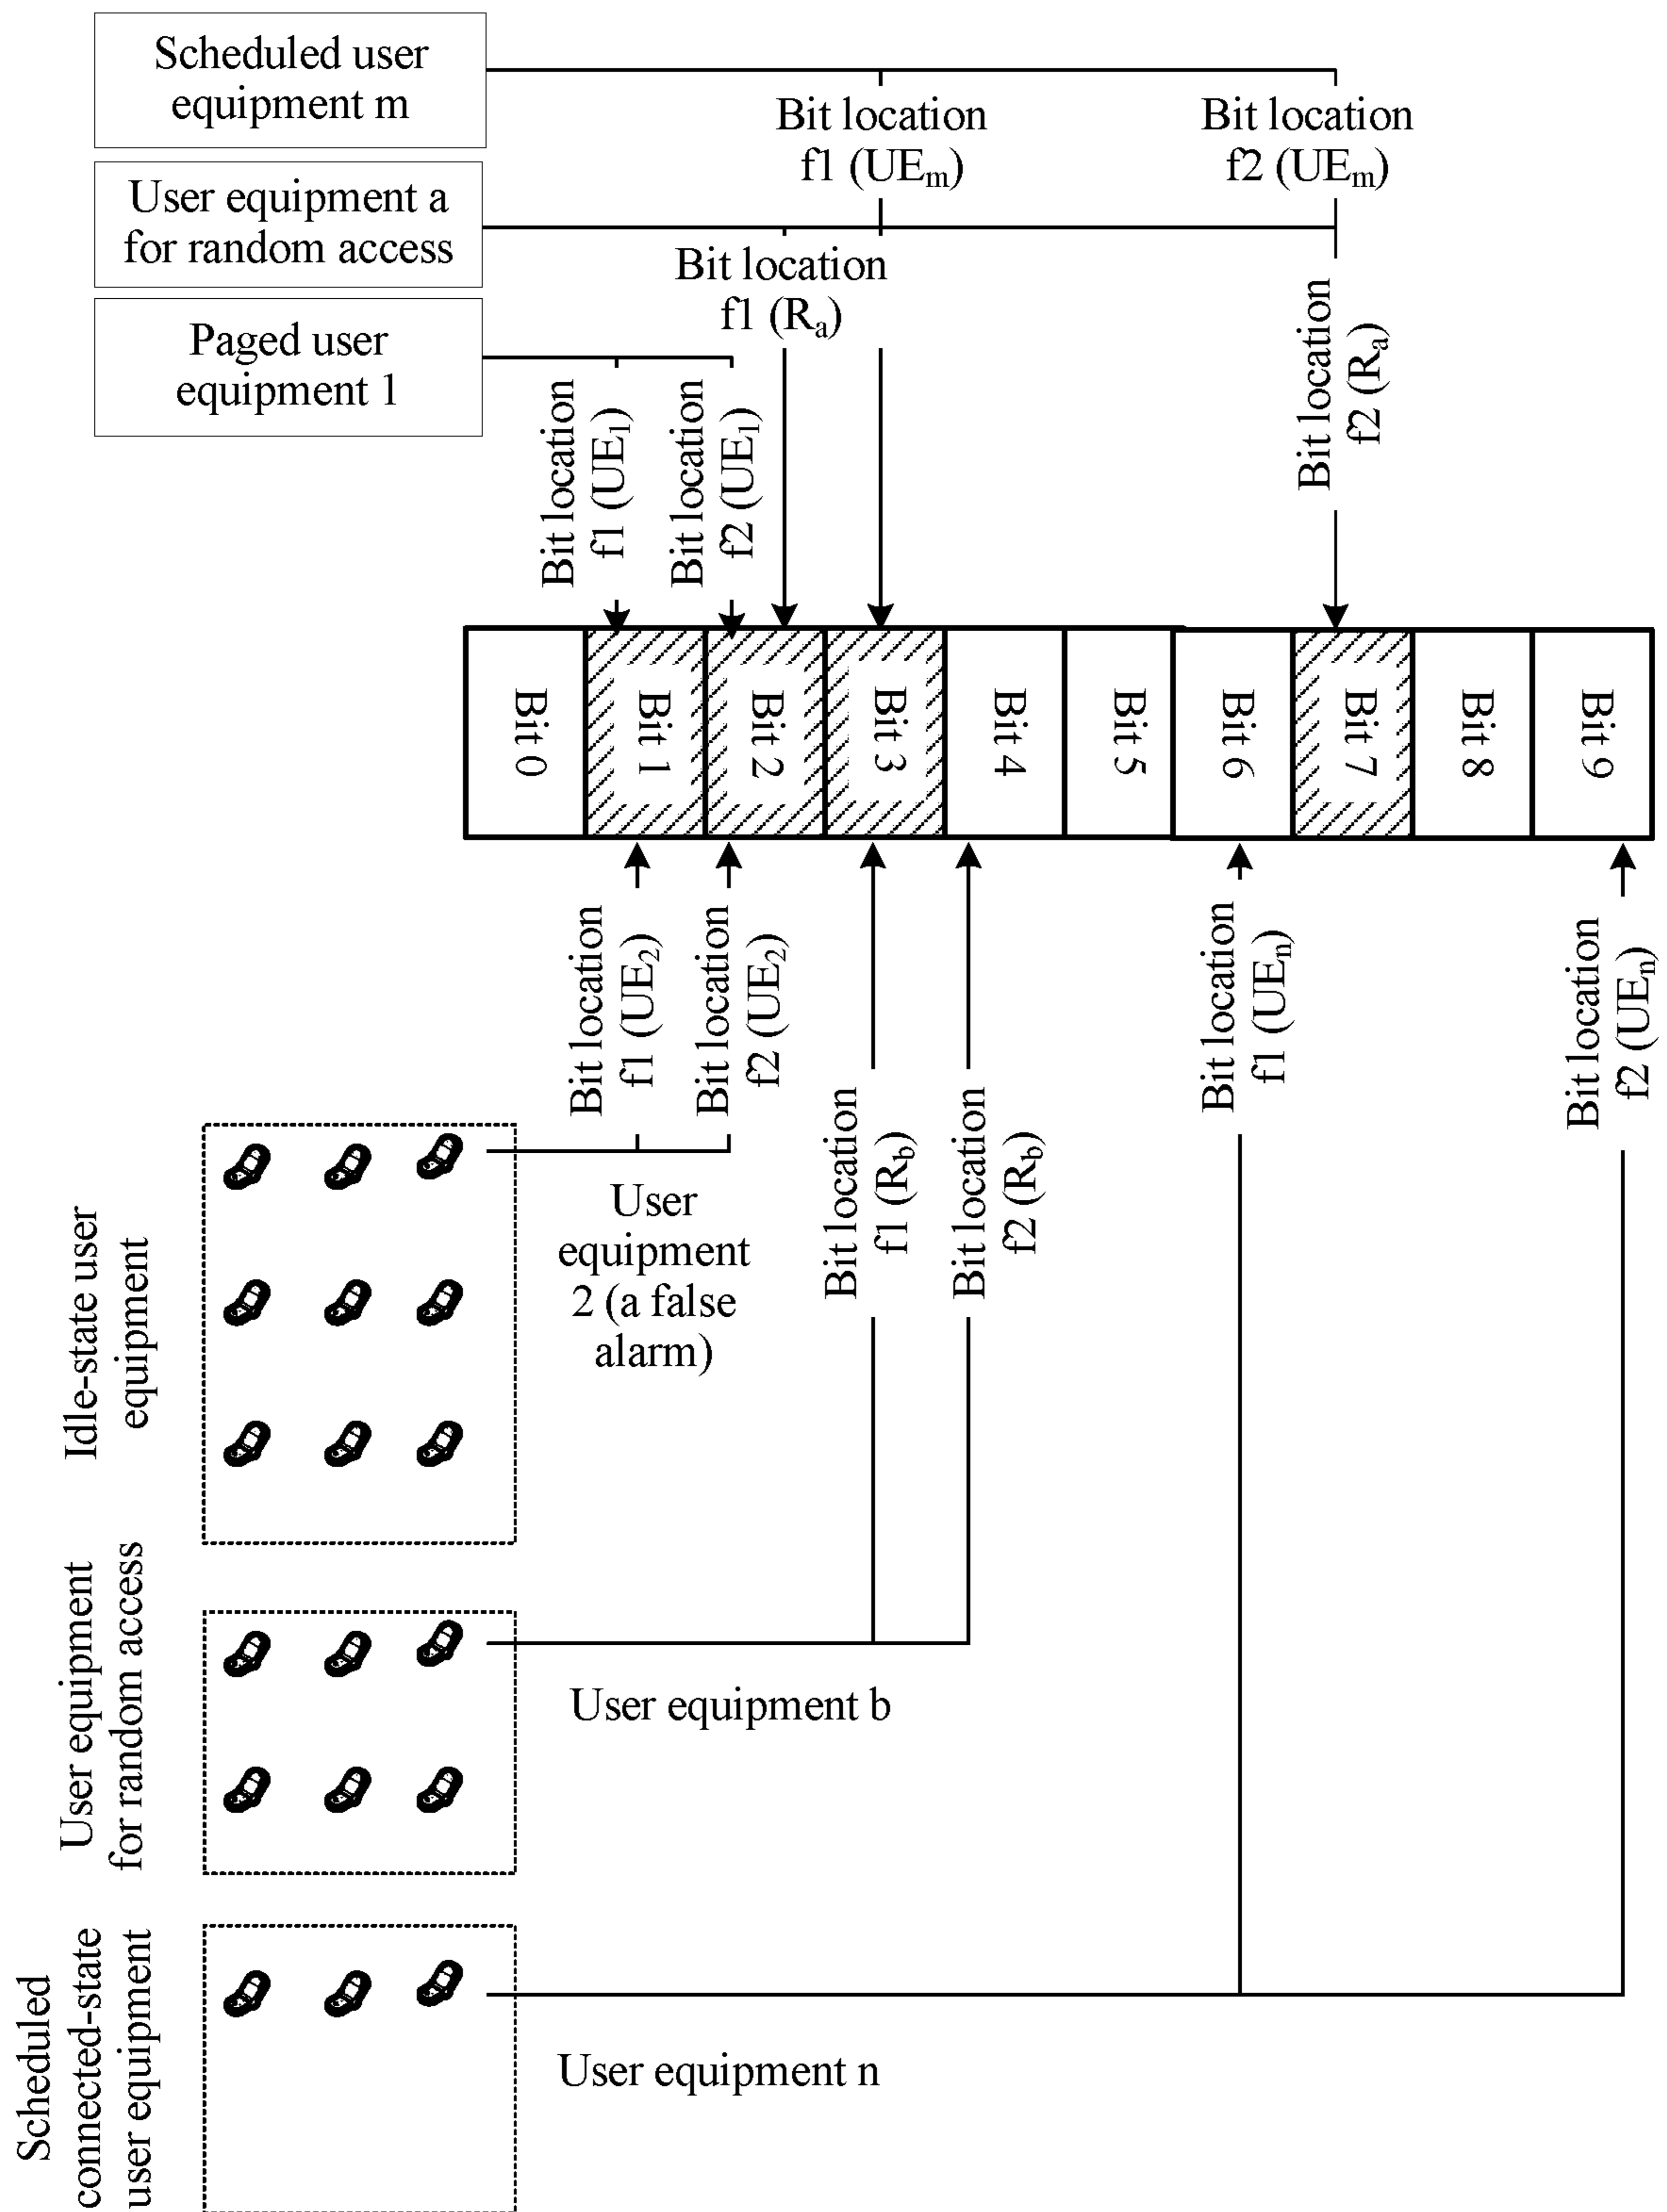 Scheduled user
equipment m
Bit location
f1 (UEm)
Bit location
f2 (UEm)
User equipment a
for random access
Bit location
f1 (Ra)
Bit location
f2 (Ra)
Paged user
equipment 1
Bit location
f1 (UE1)
Bit location
f2 (UE1)
Bit 0
Bit 1
Bit 2
Bit 3
Bit 4
Bit 5
Bit 6
Bit 7
Bit 8
Bit 9
Bit location
f1 (UE2)
Bit location
f2 (UE2)
Bit location
f1 (Rb)
Bit location
f2 (Rb)
Bit location
f1 (UEn)
Bit location
f2 (UEn)
Idle-state user
equipment
User
equipment
2 (a false
alarm)
User equipment
for random access
User equipment b
Scheduled
connected-state
user equipment
User equipment n